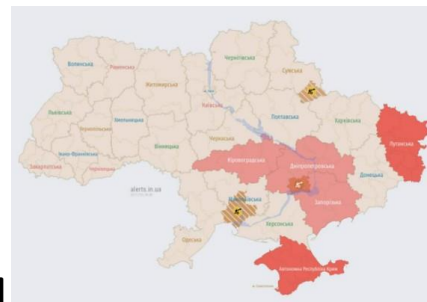 Чернігівська
Волинська
Рівненська
Сумська
Житомирська
Київська
Львівська
Полтавська
Харківська
Луганська
Тернопільська
Хмельницька
Черкаська
Вінницька
Івано-Франківська
Кіровоградська
Дніпропетровська
Донецька
Закарпатська
Чернівецька
alerts.in.ua
Запорізька
Херсонська
Одеська
Автономна Республіка Крим